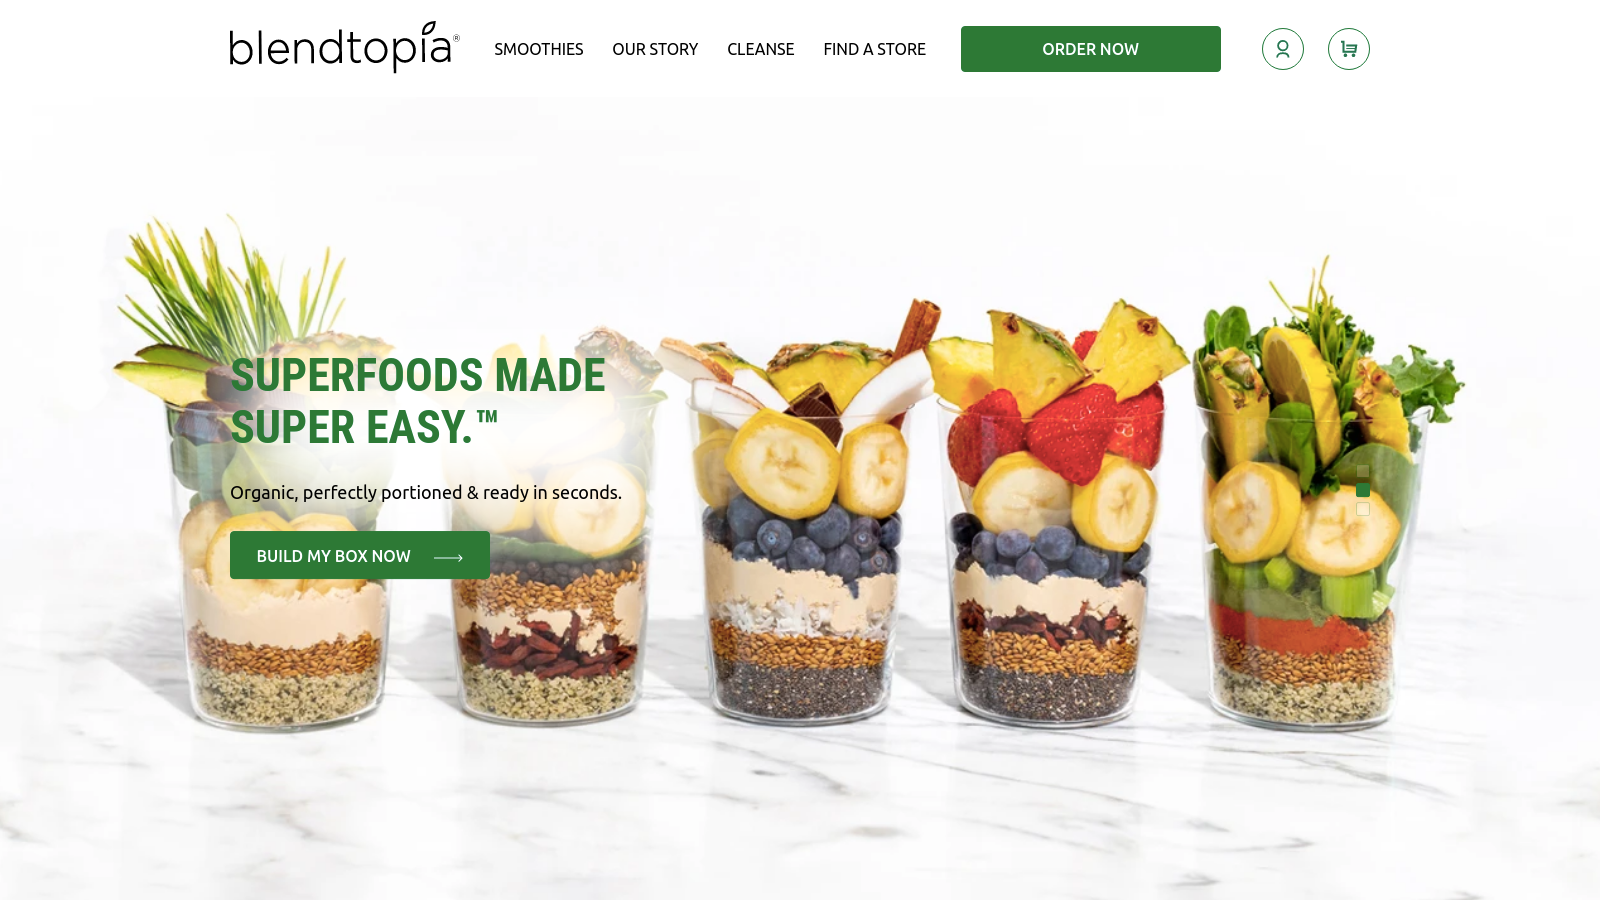 blendtopia®
SMOOTHIES
OUR STORY
CLEANSE
FIND A STORE
ORDER NOW
SUPERFOODS MADE
SUPER EASY.™
Organic, perfectly portioned & ready in seconds.
BUILD MY BOX NOW